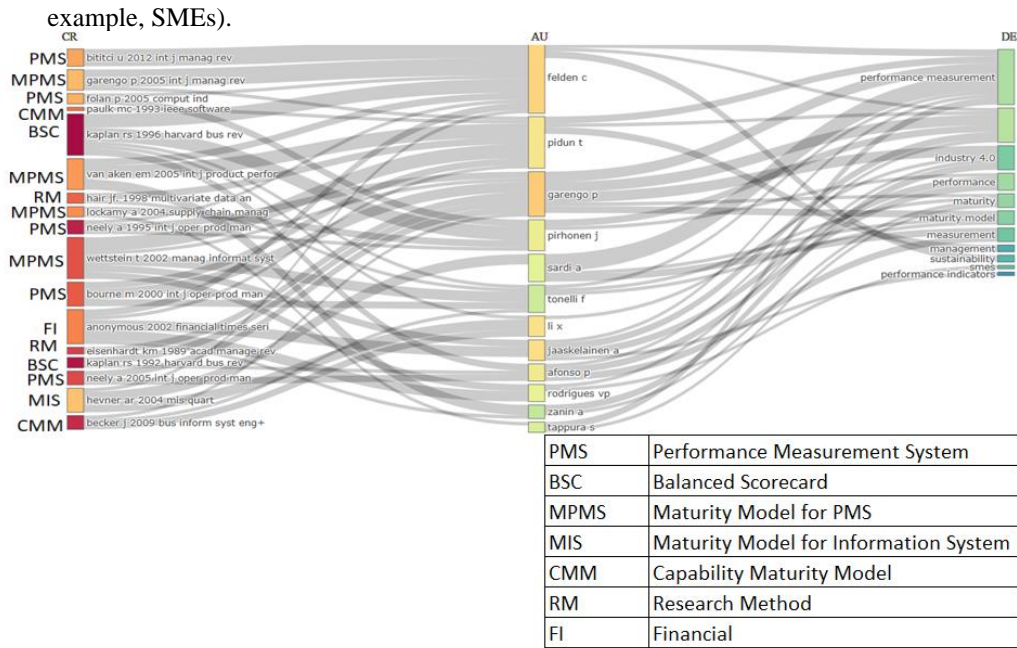 example, SMEs).
CR AU DE
PMS bititci u 2012 int j manag rev
MPMS garengo p 2005 int j manag rev
PMS folan p 2005 comput ind
CMM paulk mc 1993 ieee software
BSC kaplan rs 1996 harvard bus rev
MPMS van aken em 2005 int j product perfor
RM hair jf. 1998 multivariate data an
MPMS lockamy a 2004 supply chain manag
PMS neely a 1995 int j oper prod man
MPMS wettstein t 2002 manag informat syst
PMS bourne m 2000 int j oper prod man
FI anonymous 2002 financial times seri
RM eisenhardt km 1989 acad manage rev
BSC kaplan rs 1992 harvard bus rev
PMS neely a 2005 int j oper prod man
MIS hevner ar 2004 mis quart
CMM becker j 2009 bus inform syst eng+
felden c
pidun t
garengo p
pirhonen j
sardi a
tonelli f
li x
jaaskelainen a
afonso p
rodrigues vp
zanin a
tappura s
performance measurement
industry 4.0
performance
maturity
maturity model
measurement
management
sustainability
smes
performance indicators
PMS Performance Measurement System
BSC Balanced Scorecard
MPMS Maturity Model for PMS
MIS Maturity Model for Information System
CMM Capability Maturity Model
RM Research Method
FI Financial